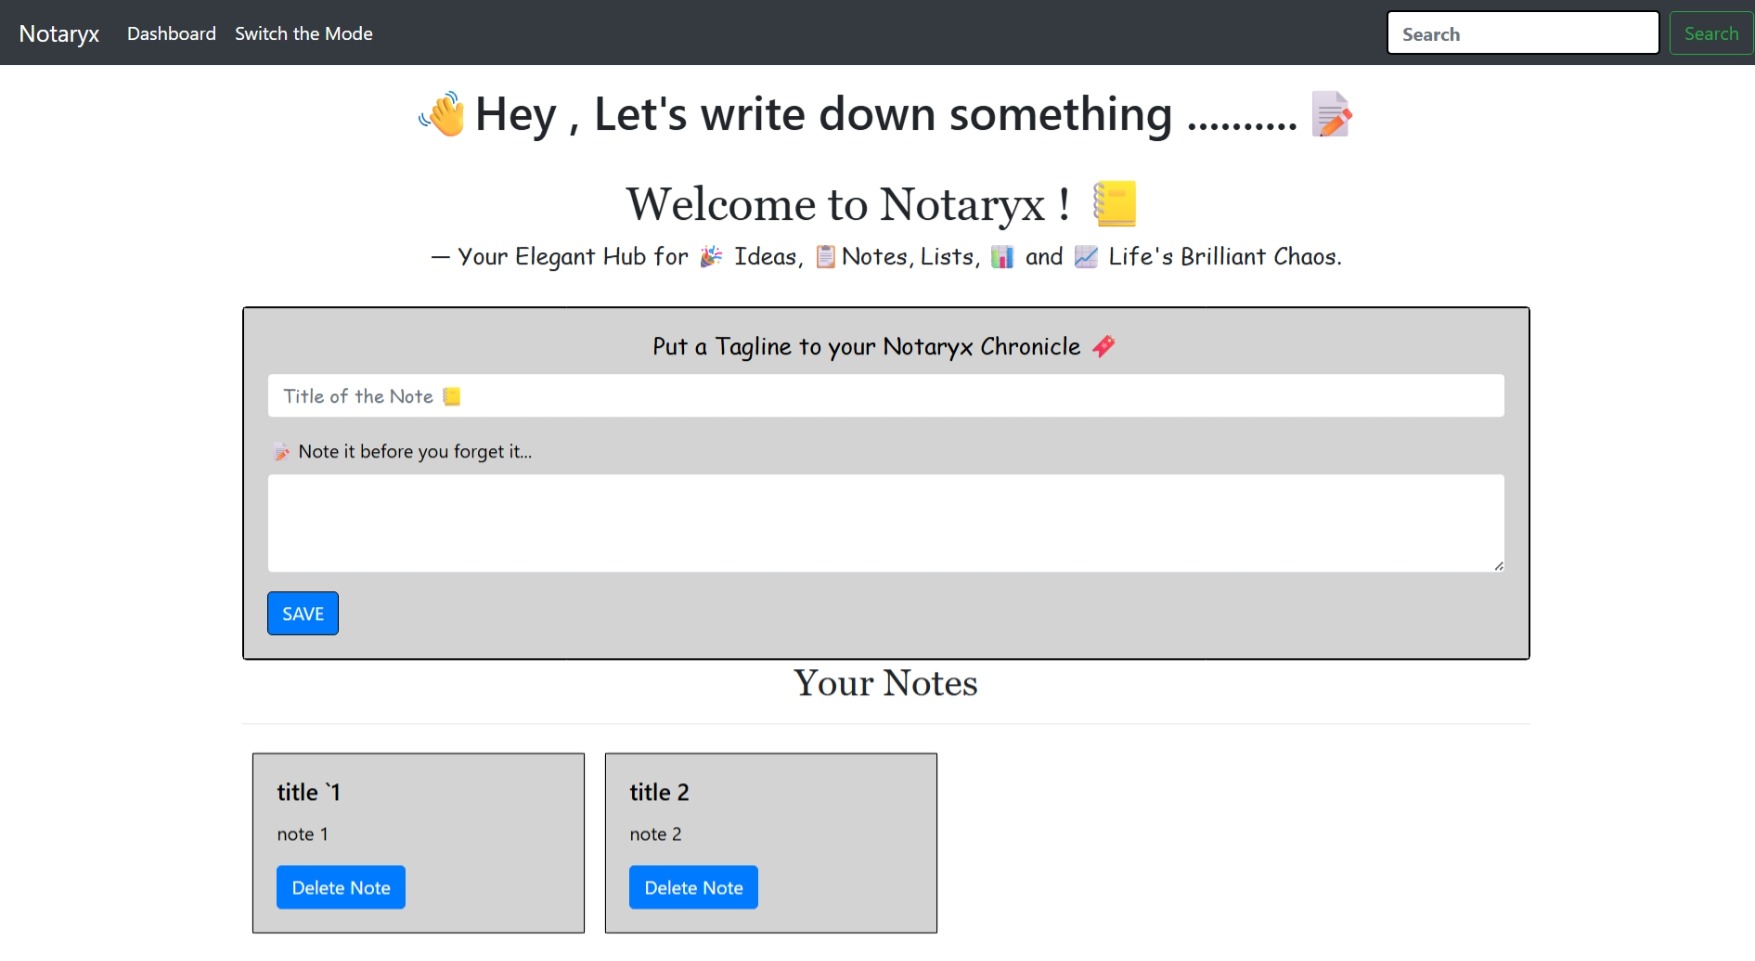 Notaryx Dashboard Switch the Mode Search Search
👋 Hey , Let's write down something .......... 📝
Welcome to Notaryx ! 📒
— Your Elegant Hub for 🎉 Ideas, 📋Notes, Lists, 📊 and 📈 Life's Brilliant Chaos.
Put a Tagline to your Notaryx Chronicle 🔖
Title of the Note 📒
📝 Note it before you forget it...
SAVE
Your Notes
title `1
note 1
Delete Note
title 2
note 2
Delete Note